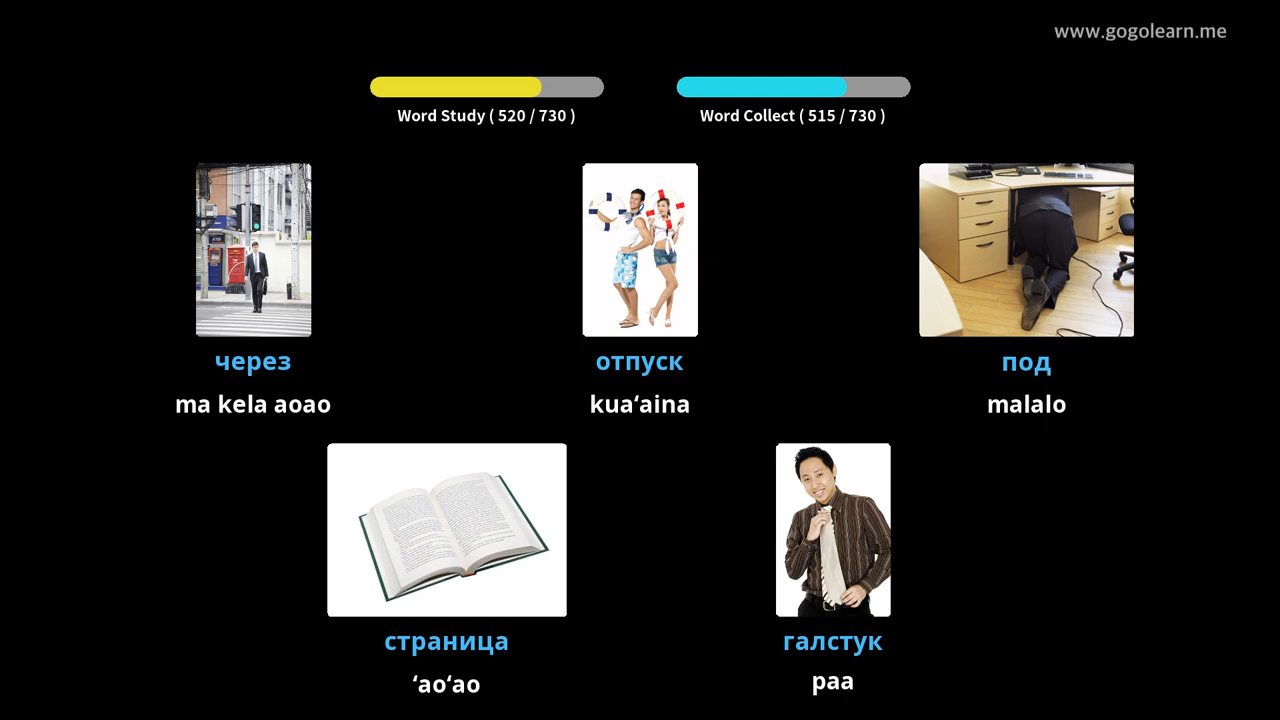 www.gogolearn.me
Word Study ( 520 / 730 )
Word Collect ( 515 / 730 )
через
отпуск
под
ma kela aoao
kuaʻaina
malalo
страница
галстук
ʻaoʻao
paa